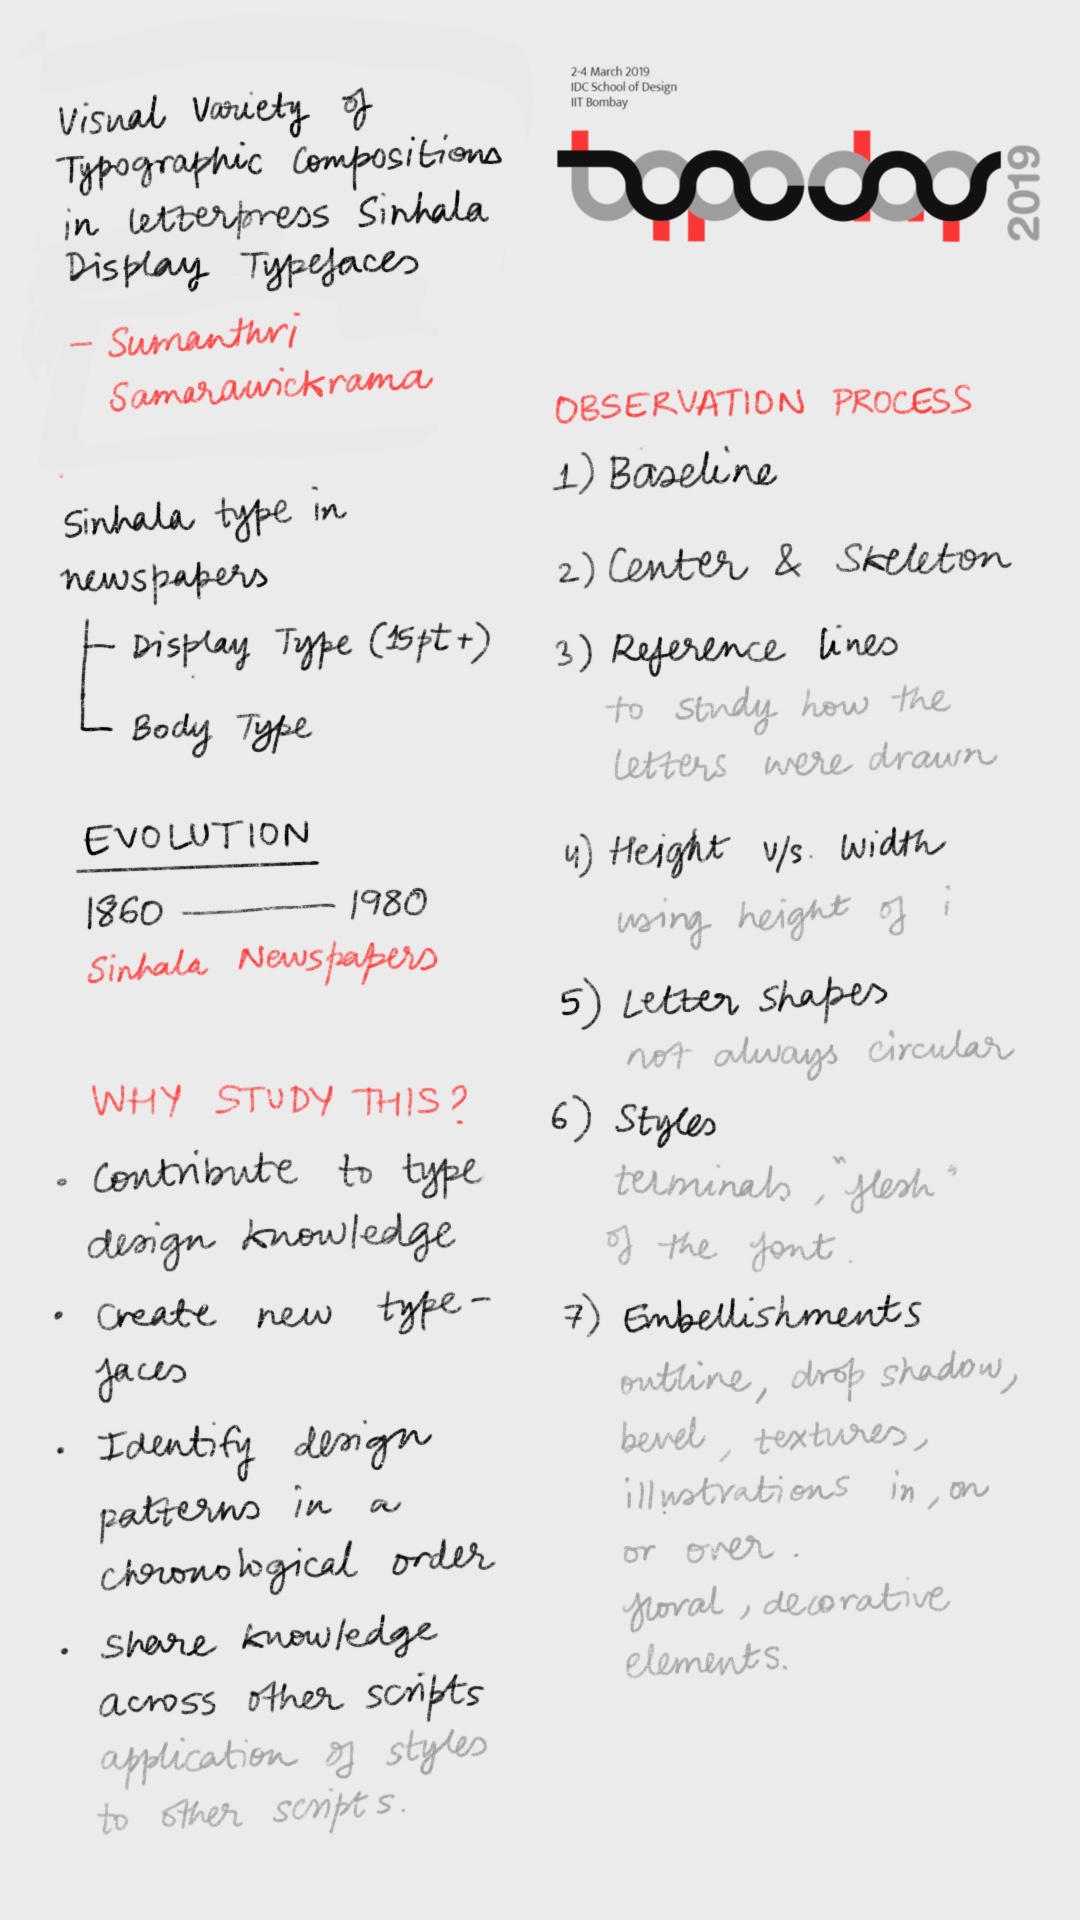 Visual Variety of
Typographic Compositions
in letterpress Sinhala
Display Typefaces
- Sumanthri
Samarawickrama
Sinhala type in
newspapers
Display Type (15pt+)
Body Type
EVOLUTION
1860 — 1980
Sinhala Newspapers
WHY STUDY THIS?
• Contribute to type
design knowledge
• Create new type-
faces
• Identify design
patterns in a
chronological order
• Share knowledge
across other scripts
application of styles
to other scripts.
2-4 March 2019
IDC School of Design
IIT Bombay
typoday
2019
OBSERVATION PROCESS
1) Baseline
2) Center & Skeleton
3) Reference lines
to study how the
letters were drawn
4) Height v/s. Width
using height of i
5) Letter shapes
not always circular
6) Styles
terminals, "flesh"
of the font.
7) Embellishments
outline, drop shadow,
bevel, textures,
illustrations in, on
or over.
floral, decorative
elements.